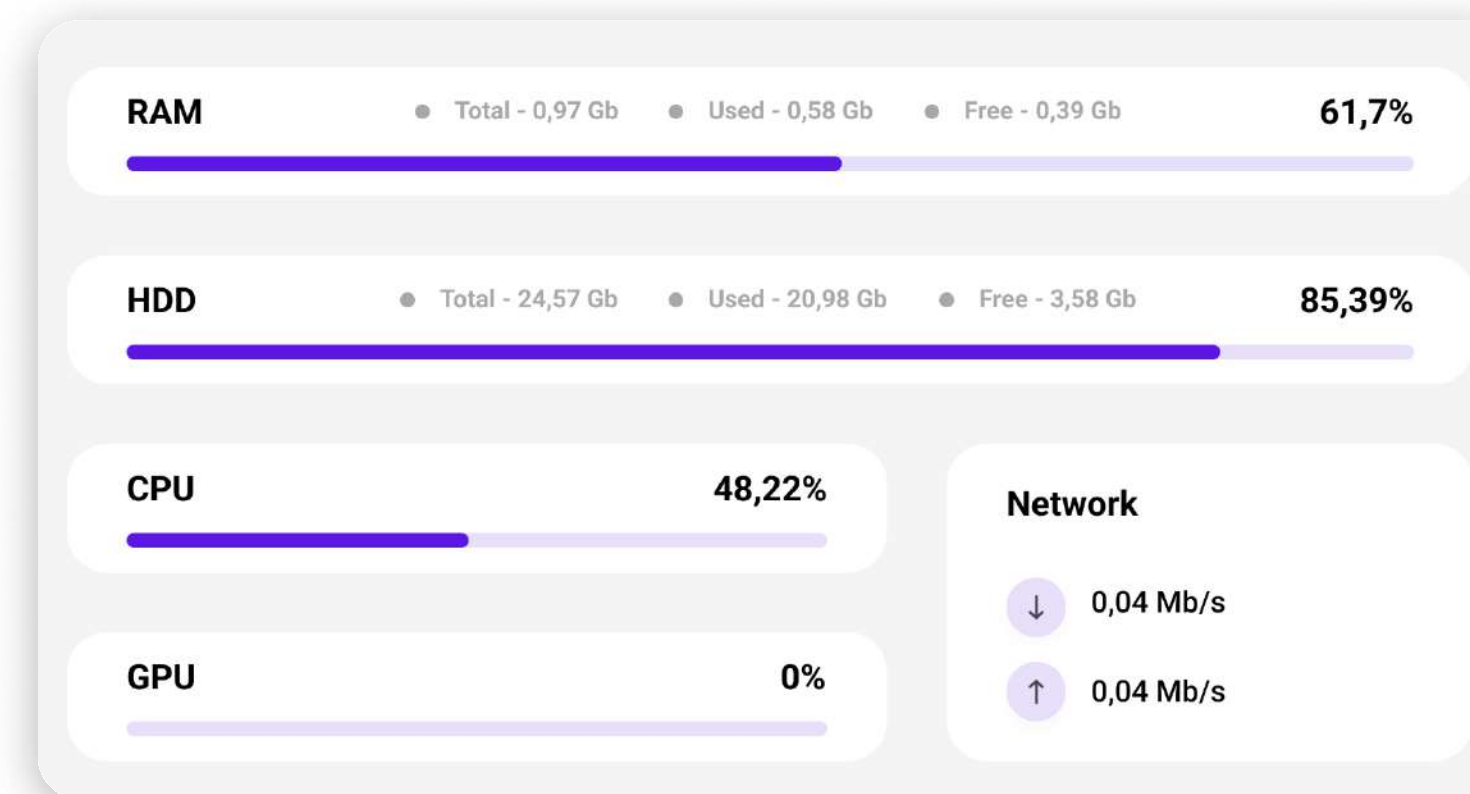 RAM Total - 0,97 Gb Used - 0,58 Gb Free - 0,39 Gb 61,7%
HDD Total - 24,57 Gb Used - 20,98 Gb Free - 3,58 Gb 85,39%
CPU 48,22%
GPU 0%
Network
0,04 Mb/s
0,04 Mb/s